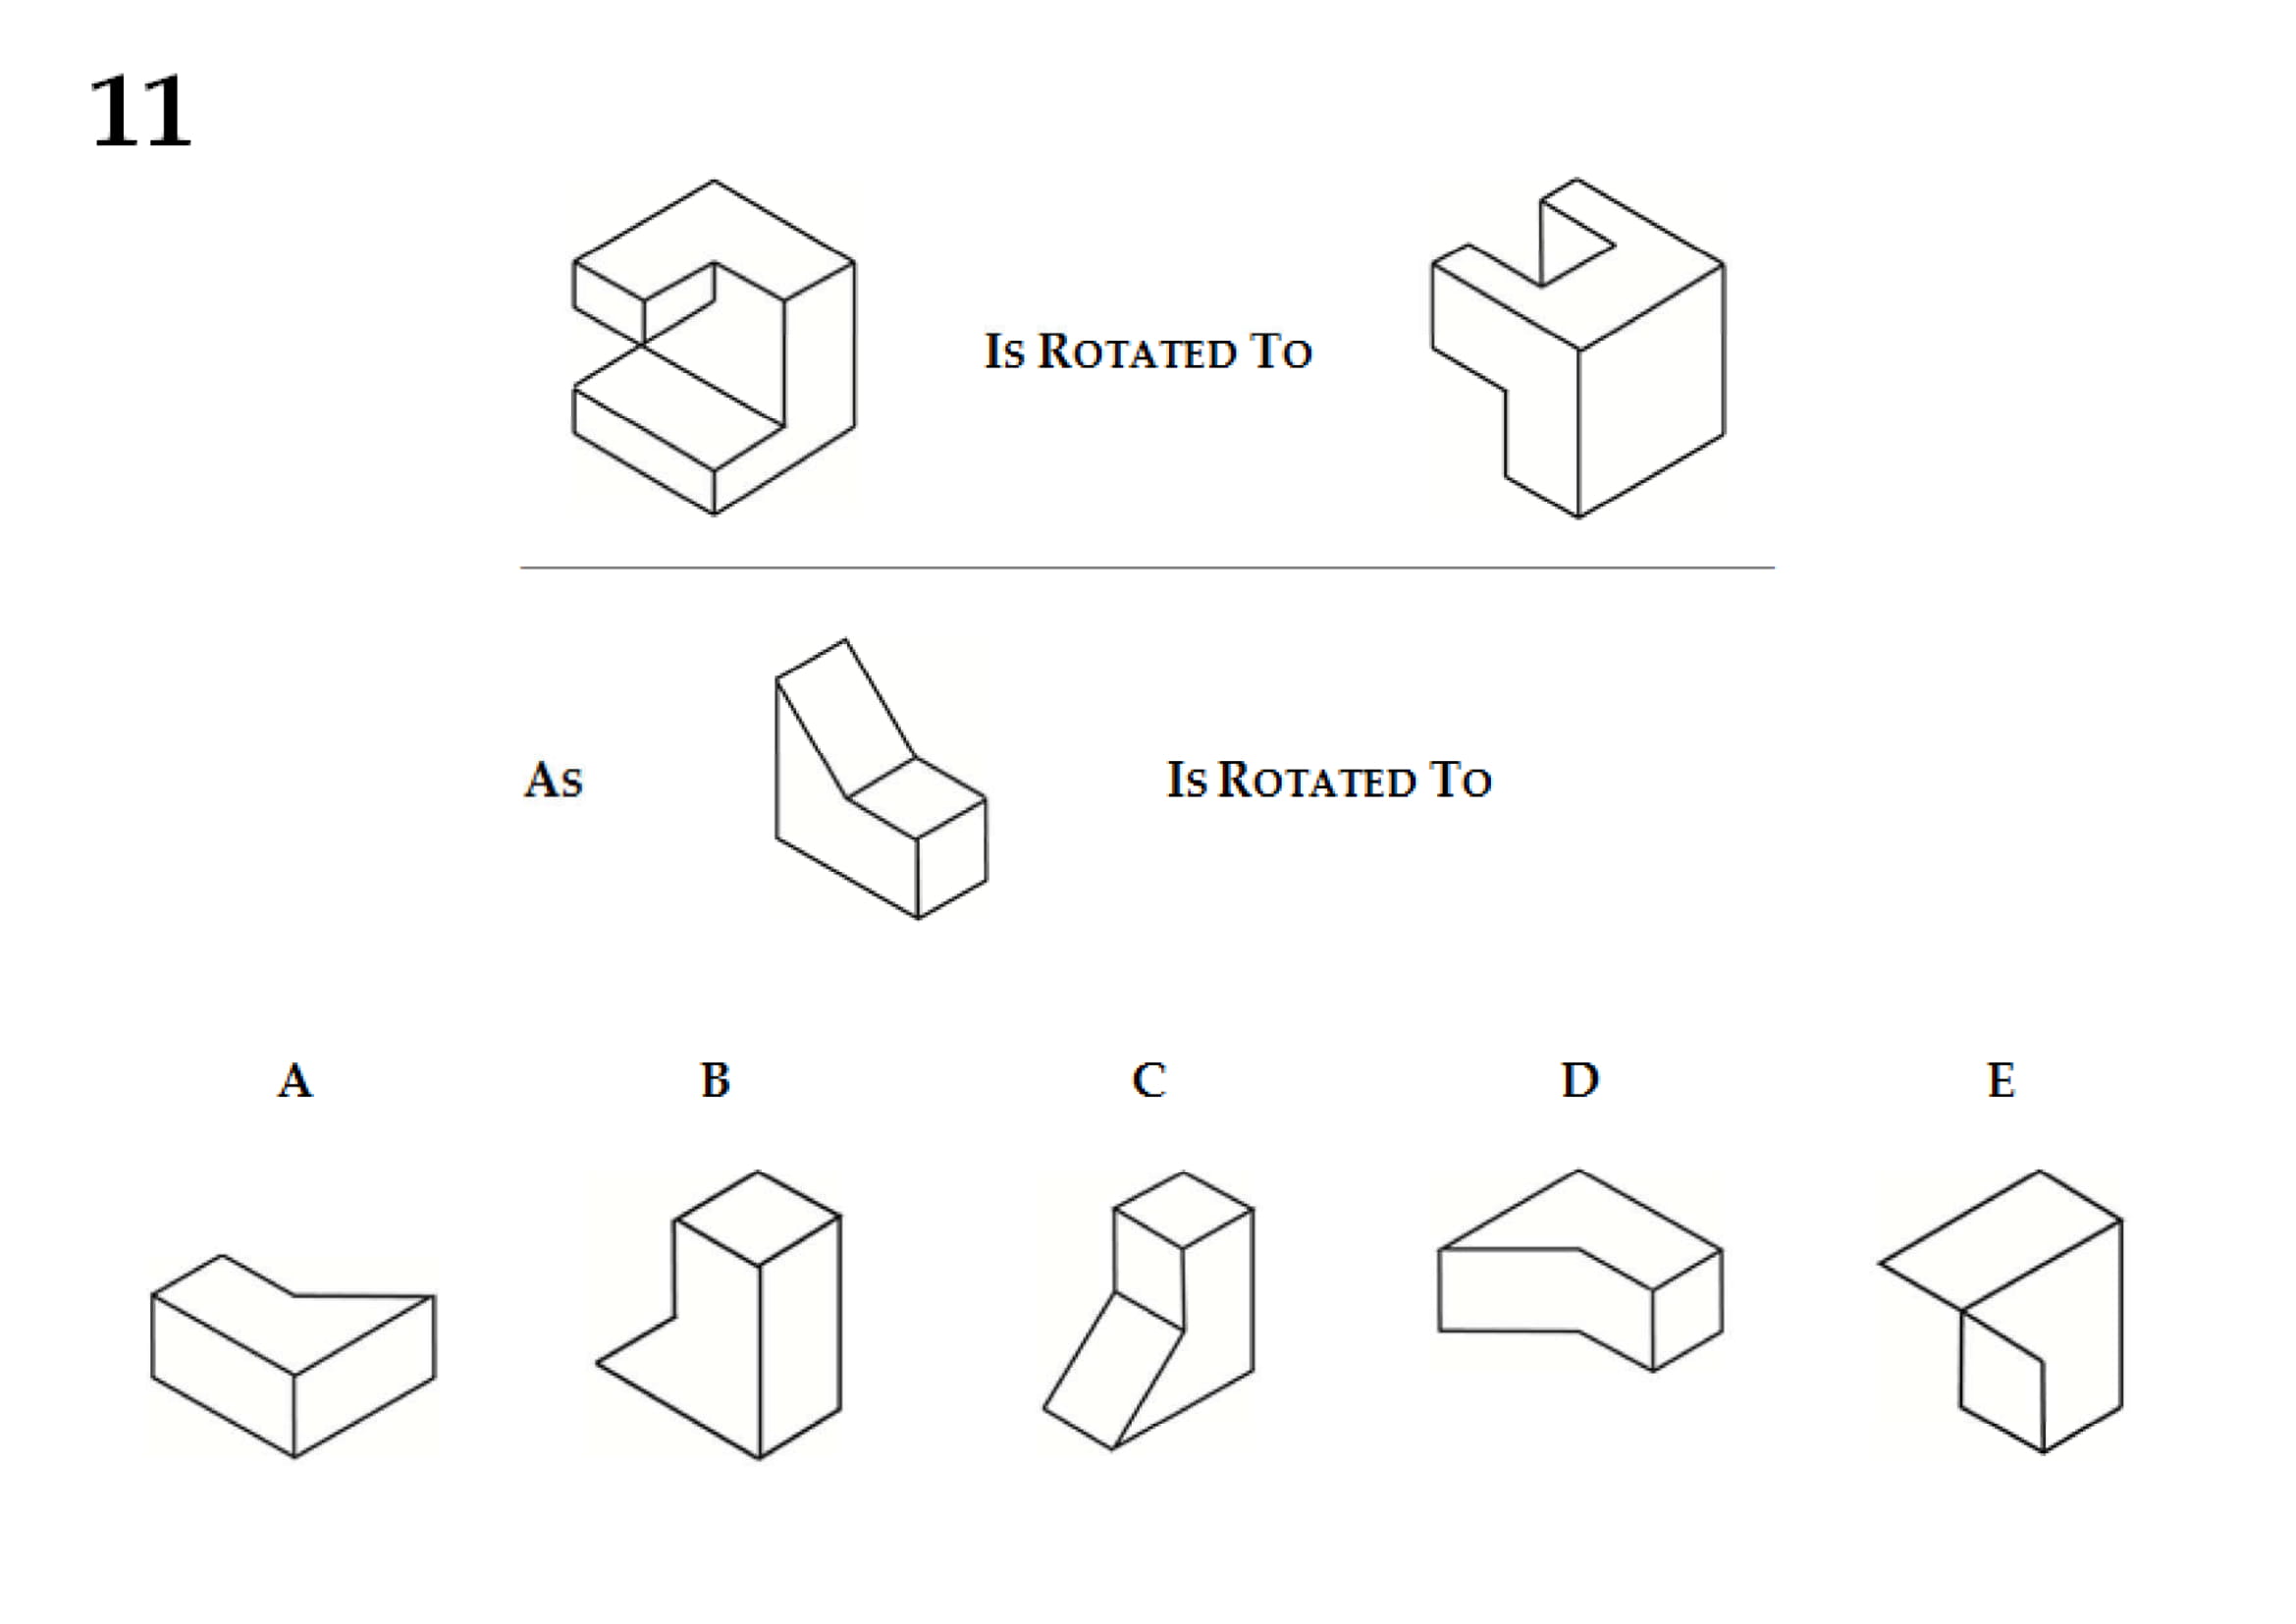 11
Is Rotated To
As
Is Rotated To
A B C D E